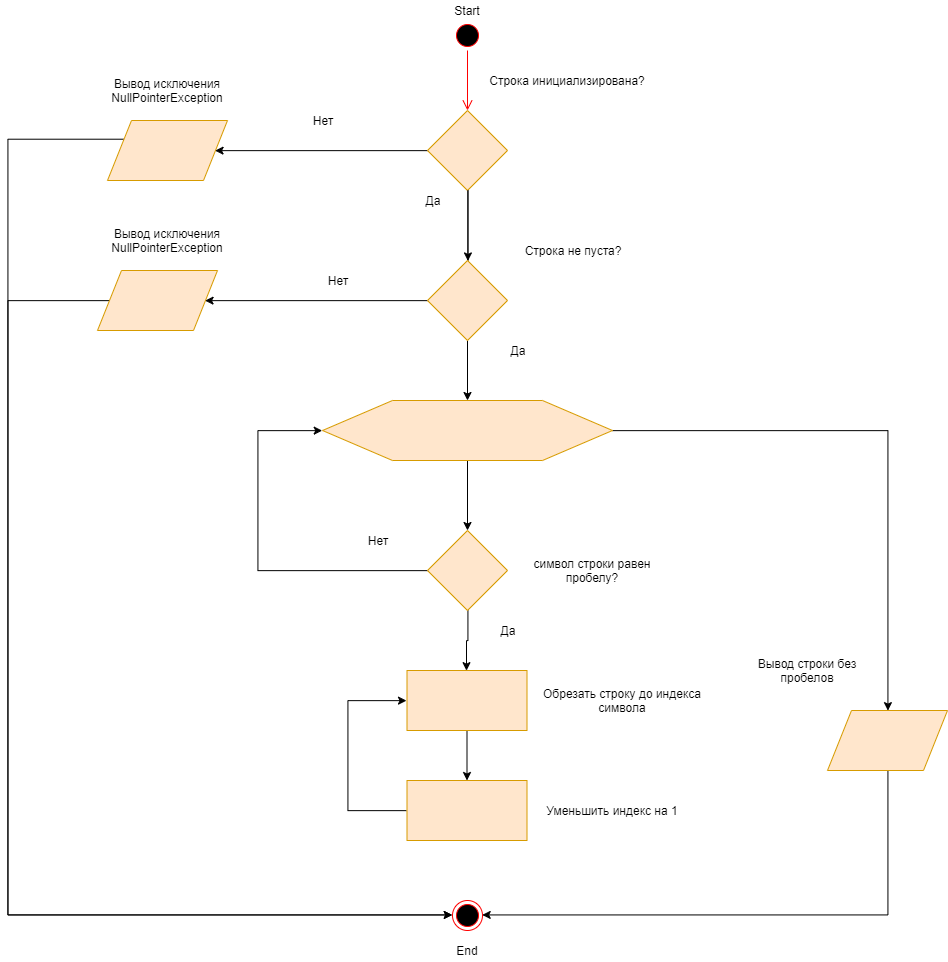 Start
Строка инициализирована?
Вывод исключения
NullPointerException
Нет
Да
Вывод исключения
NullPointerException
Строка не пуста?
Нет
Да
Нет
символ строки равен
пробелу?
Да
Вывод строки без
пробелов
Обрезать строку до индекса
символа
Уменьшить индекс на 1
End